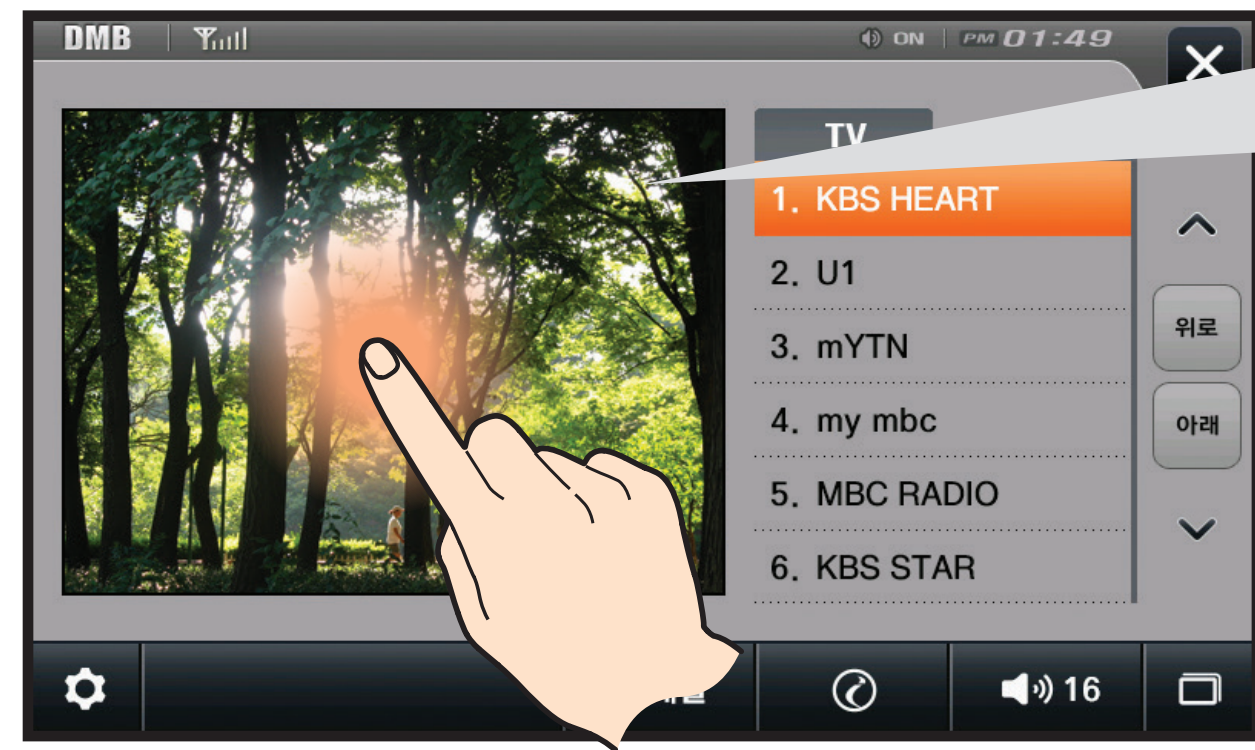 DMB
ON PM 01:49
TV
1. KBS HEART
2. U1
3. mYTN
4. my mbc
5. MBC RADIO
6. KBS STAR
위로
아래
16